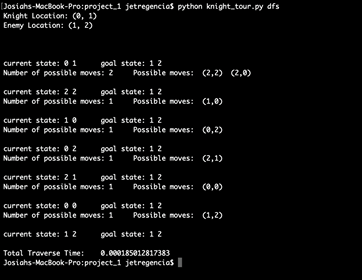 Josiahs-MacBook-Pro:project_1 jetregencia$ python knight_tour.py dfs
Knight Location: (0, 1)
Enemy Location: (1, 2)
current state: 0 1 goal state: 1 2
Number of possible moves: 2 Possible moves: (2,2) (2,0)
current state: 2 2 goal state: 1 2
Number of possible moves: 1 Possible moves: (1,0)
current state: 1 0 goal state: 1 2
Number of possible moves: 1 Possible moves: (0,2)
current state: 0 2 goal state: 1 2
Number of possible moves: 1 Possible moves: (2,1)
current state: 2 1 goal state: 1 2
Number of possible moves: 1 Possible moves: (0,0)
current state: 0 0 goal state: 1 2
Number of possible moves: 1 Possible moves: (1,2)
current state: 1 2 goal state: 1 2
Total Traverse Time: 0.000185012817383
Josiahs-MacBook-Pro:project_1 jetregencia$